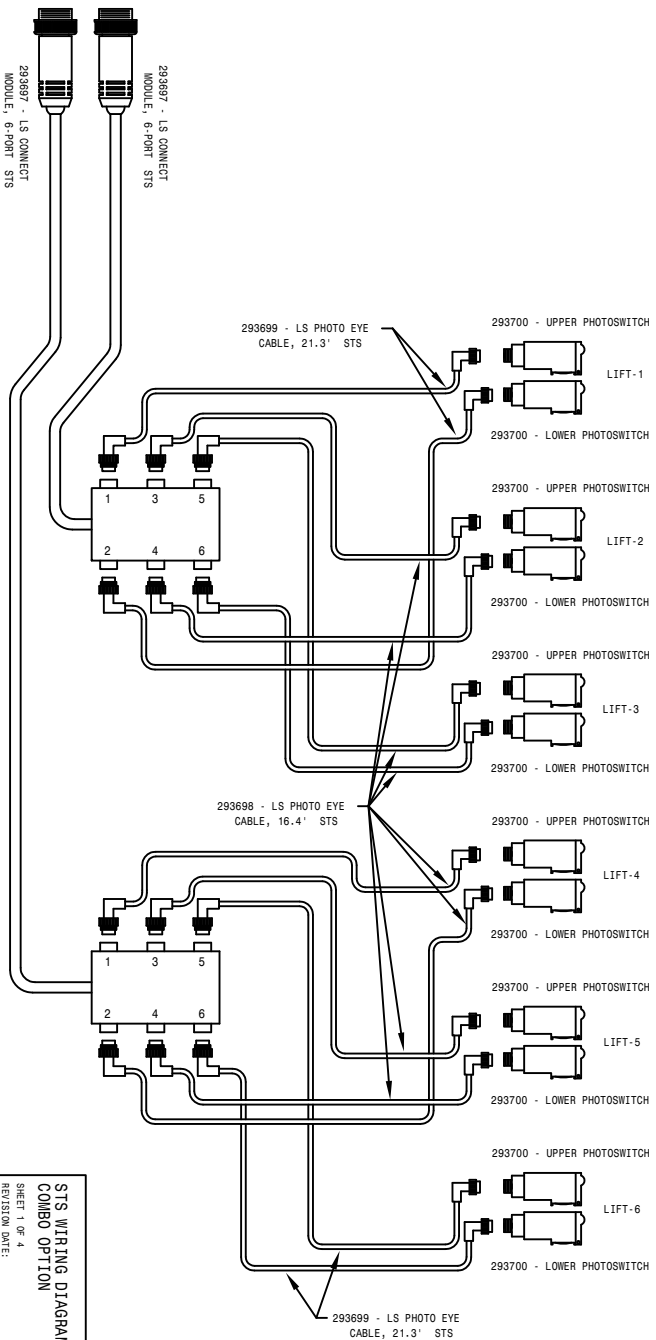 293697 - LS CONNECT
MODULE, 6-PORT STS
293697 - LS CONNECT
MODULE, 6-PORT STS
293699 - LS PHOTO EYE
CABLE, 21.3' STS
293700 - UPPER PHOTOSWITCH
LIFT-1
293700 - LOWER PHOTOSWITCH
1 3 5
2 4 6
293700 - UPPER PHOTOSWITCH
LIFT-2
293700 - LOWER PHOTOSWITCH
293700 - UPPER PHOTOSWITCH
LIFT-3
293700 - LOWER PHOTOSWITCH
293698 - LS PHOTO EYE
CABLE, 16.4' STS
293700 - UPPER PHOTOSWITCH
LIFT-4
293700 - LOWER PHOTOSWITCH
1 3 5
2 4 6
293700 - UPPER PHOTOSWITCH
LIFT-5
293700 - LOWER PHOTOSWITCH
293700 - UPPER PHOTOSWITCH
LIFT-6
293700 - LOWER PHOTOSWITCH
293699 - LS PHOTO EYE
CABLE, 21.3' STS
STS WIRING DIAGRAM
COMBO OPTION
SHEET 1 OF 4
REVISION DATE: